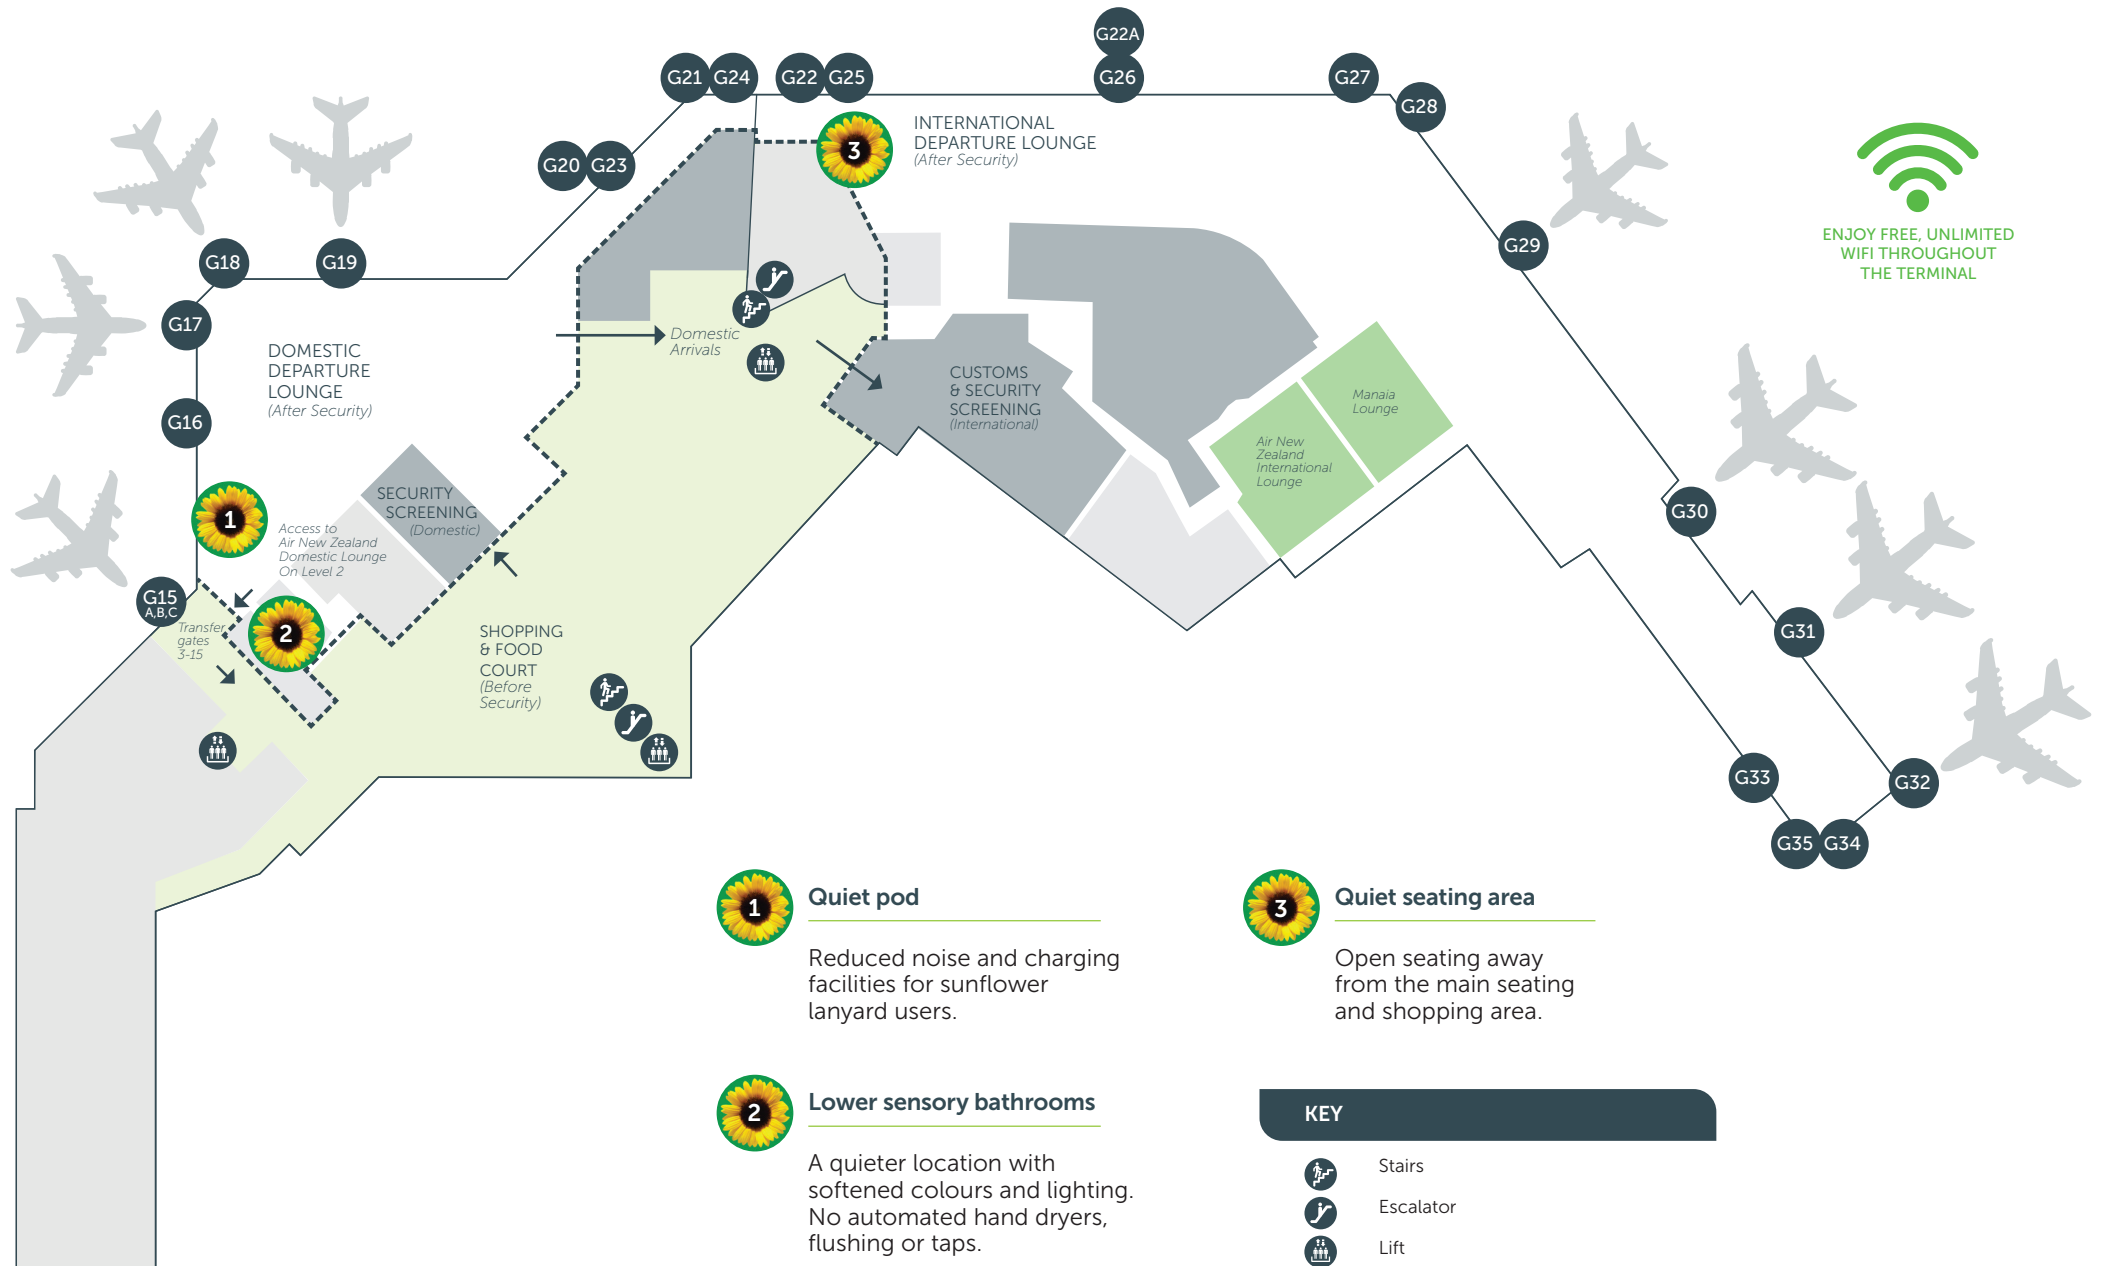 G22A
G21
G24
G22
G25
G26
G27
G28
INTERNATIONAL
DEPARTURE LOUNGE
(After Security)
3
G20
G23
G29
ENJOY FREE, UNLIMITED
WIFI THROUGHOUT
THE TERMINAL
G18
G19
G17
Domestic
Arrivals
DOMESTIC
DEPARTURE
LOUNGE
(After Security)
G16
CUSTOMS
& SECURITY
SCREENING
(International)
Manaia
Lounge
Air New
Zealand
International
Lounge
SECURITY
SCREENING
(Domestic)
1
Access to
Air New Zealand
Domestic Lounge
On Level 2
G30
G15
A,B,C
Transfer
gates
3-15
2
SHOPPING
& FOOD
COURT
(Before
Security)
G31
G33
G32
G35
G34
1
Quiet pod
Reduced noise and charging
facilities for sunflower
lanyard users.
3
Quiet seating area
Open seating away
from the main seating
and shopping area.
2
Lower sensory bathrooms
A quieter location with
softened colours and lighting.
No automated hand dryers,
flushing or taps.
KEY
Stairs
Escalator
Lift